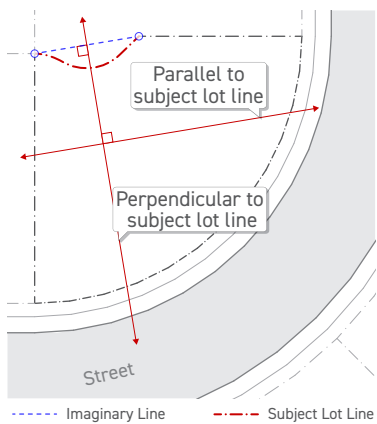 Parallel to
subject lot line
Perpendicular to
subject lot line
Street
Imaginary Line
Subject Lot Line